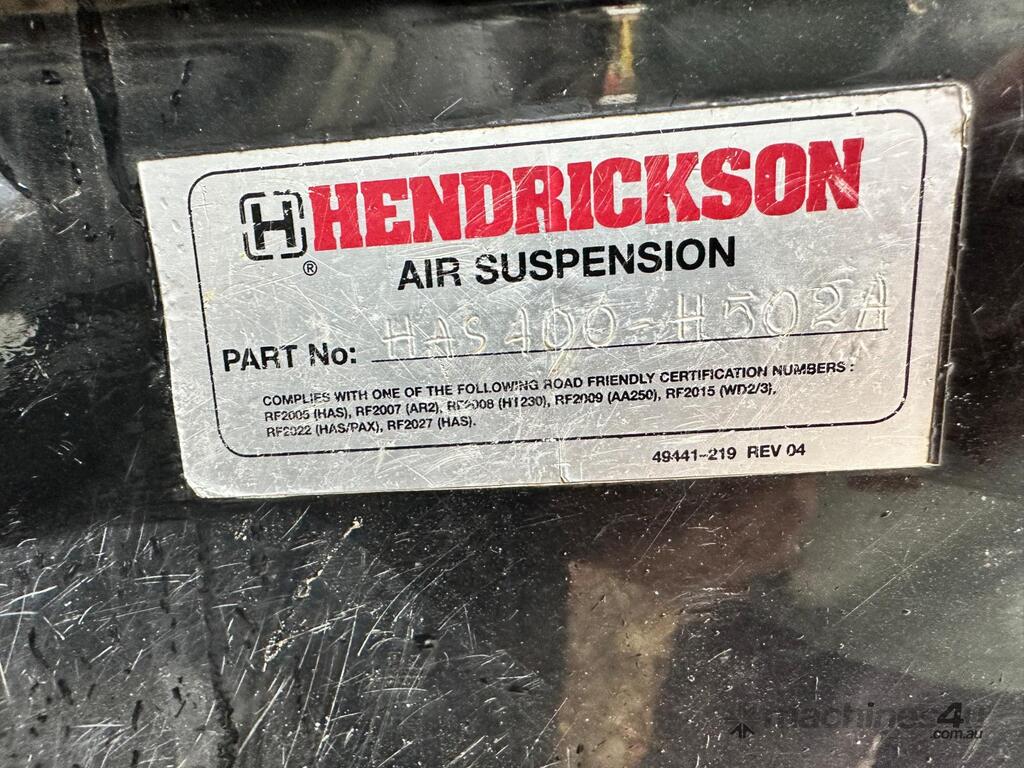 H HENDRICKSON
®
AIR SUSPENSION
PART No: HAS400-H502A
COMPLIES WITH ONE OF THE FOLLOWING ROAD FRIENDLY CERTIFICATION NUMBERS :
RF2005 (HAS), RF2007 (AR2), RF2008 (H1230), RF2009 (AA250), RF2015 (WD2/3),
RF2022 (HAS/PAX), RF2027 (HAS).
49441-219 REV 04
machines4u
.com.au